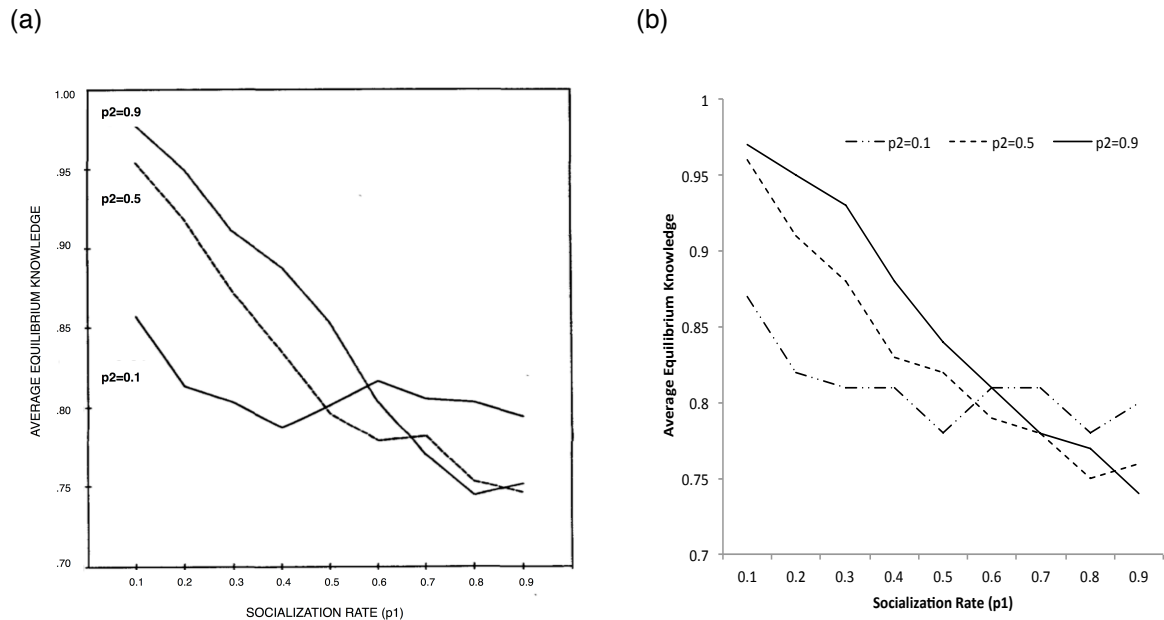 (a)
1.00
.95
.90
.85
.80
.75
.70
p2=0.9
p2=0.5
p2=0.1
AVERAGE EQUILIBRIUM KNOWLEDGE
0.1 0.2 0.3 0.4 0.5 0.6 0.7 0.8 0.9
SOCIALIZATION RATE (p1)
(b)
1
0.95
0.9
0.85
0.8
0.75
0.7
p2=0.1 p2=0.5 p2=0.9
Average Equilibrium Knowledge
0.1 0.2 0.3 0.4 0.5 0.6 0.7 0.8 0.9
Socialization Rate (p1)